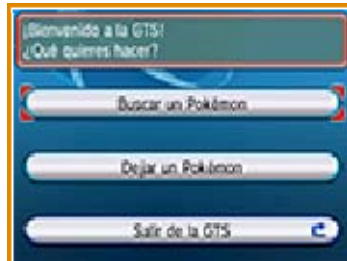 ¡Bienvenido a la GTS!
¿Qué quieres hacer?
Buscar un Pokémon
Dejar un Pokémon
Salir de la GTS